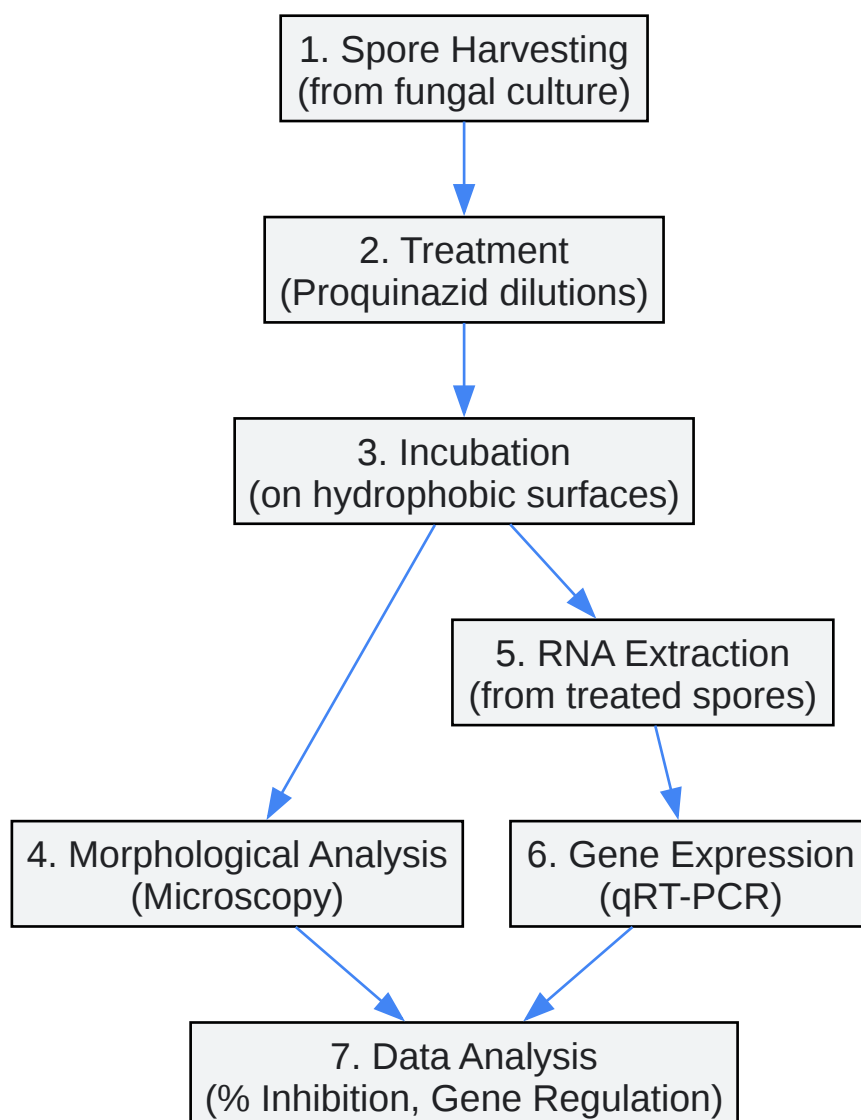 1. Spore Harvesting
(from fungal culture)
2. Treatment
(Proquinazid dilutions)
3. Incubation
(on hydrophobic surfaces)
5. RNA Extraction
(from treated spores)
4. Morphological Analysis
(Microscopy)
6. Gene Expression
(qRT-PCR)
7. Data Analysis
(% Inhibition, Gene Regulation)